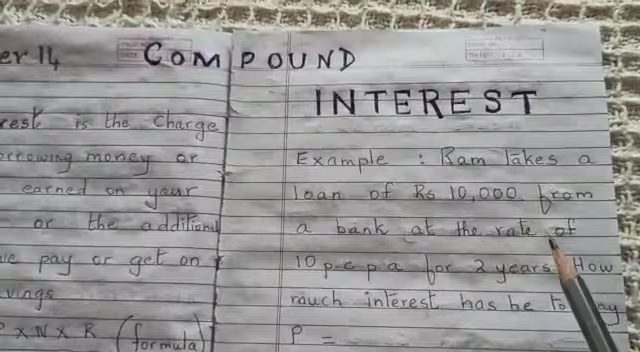 er 14
COMPOUND
INTEREST
rest is the charge
orrowing money or
earned on your
or the additional
ve pay or get on
vings
P x N x R (formula)
Example : Ram takes a
loan of Rs 10,000 from
a bank at the rate of
10 p c p a for 2 years. How
much interest has he to pay
P =